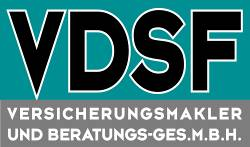 VDSF
VERSICHERUNGSMAKLER
UND BERATUNGS-GES.M.B.H.